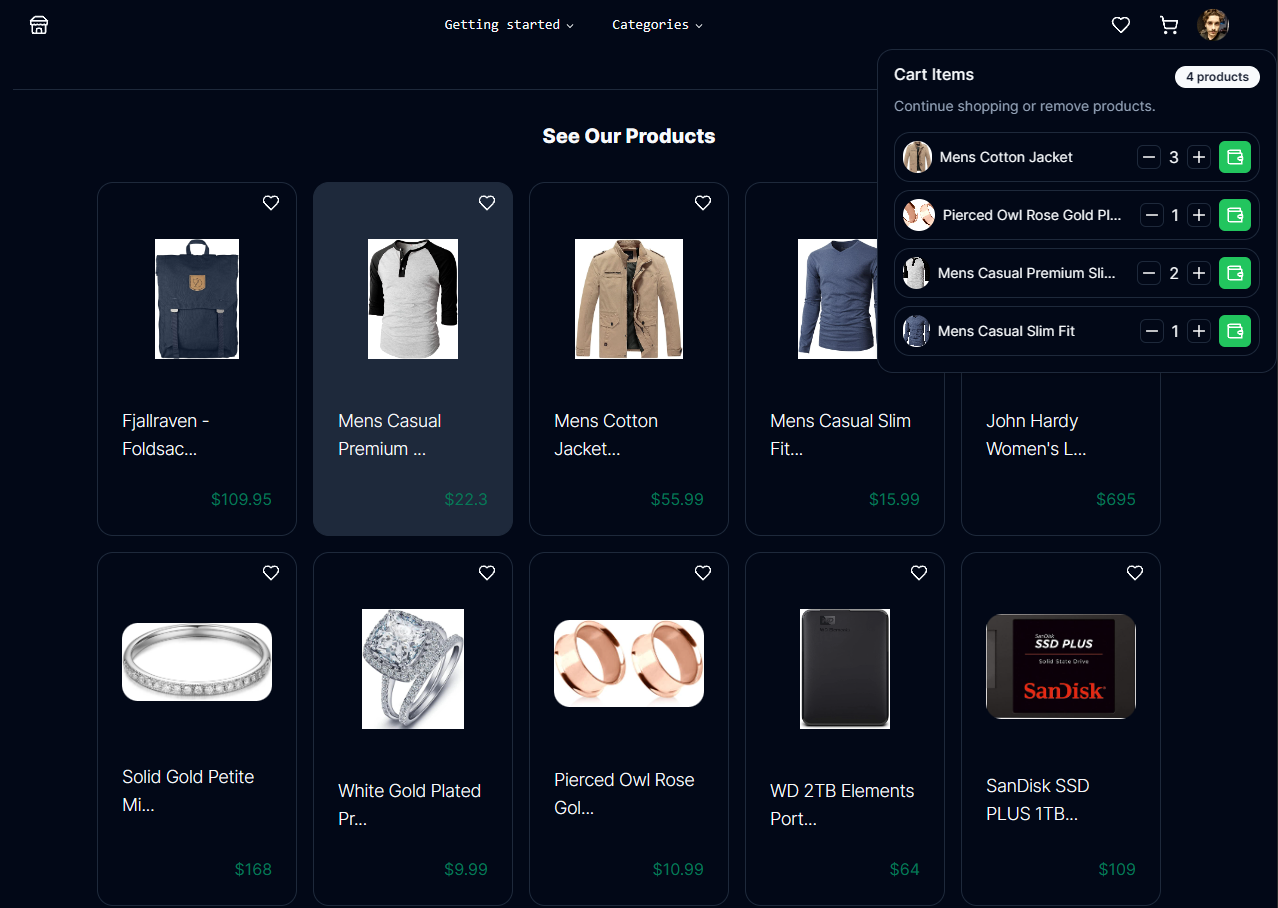 Getting started
Categories
Cart Items
4 products
Continue shopping or remove products.
Mens Cotton Jacket
3
Pierced Owl Rose Gold Pl...
1
Mens Casual Premium Sli...
2
Mens Casual Slim Fit
1
See Our Products
Fjallraven -
Foldsac...
$109.95
Mens Casual
Premium ...
$22.3
Mens Cotton
Jacket...
$55.99
Mens Casual Slim
Fit...
$15.99
John Hardy
Women's L...
$695
Solid Gold Petite
Mi...
$168
White Gold Plated
Pr...
$9.99
Pierced Owl Rose
Gol...
$10.99
WD 2TB Elements
Port...
$64
SanDisk
SSD PLUS
Solid State Drive
SanDisk
SanDisk SSD
PLUS 1TB...
$109